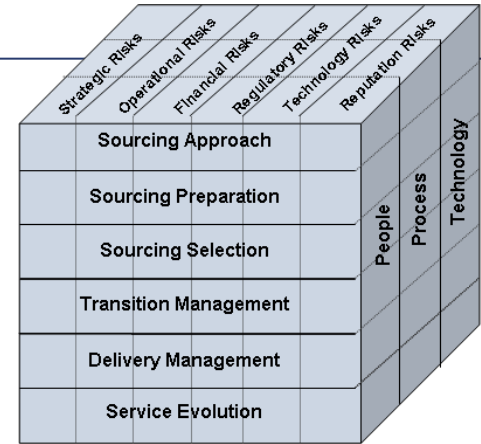 Strategic Risks
Operational Risks
Financial Risks
Regulatory Risks
Technology Risks
Reputation Risks
Sourcing Approach
Sourcing Preparation
Sourcing Selection
Transition Management
Delivery Management
Service Evolution
People
Process
Technology